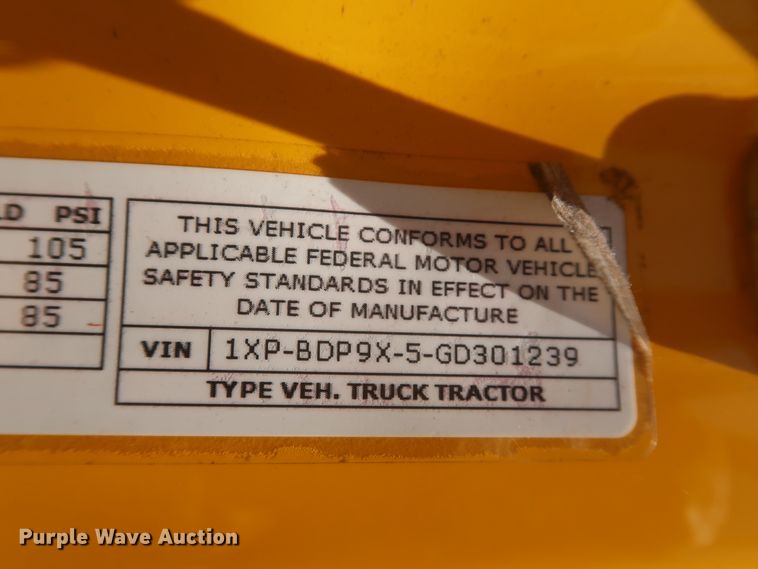 LD PSI
105
85
85
THIS VEHICLE CONFORMS TO ALL
APPLICABLE FEDERAL MOTOR VEHICLE
SAFETY STANDARDS IN EFFECT ON THE
DATE OF MANUFACTURE
VIN 1XP-BDP9X-5-GD301239
TYPE VEH. TRUCK TRACTOR
Purple Wave Auction